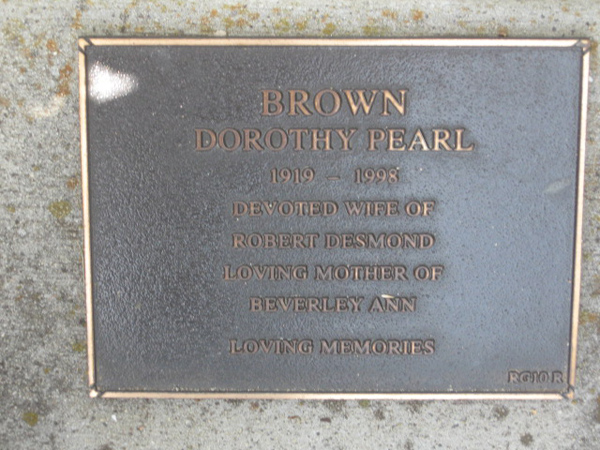 BROWN
DOROTHY PEARL
1919 - 1998
DEVOTED WIFE OF
ROBERT DESMOND
LOVING MOTHER OF
BEVERLEY ANN
LOVING MEMORIES
RG10 R